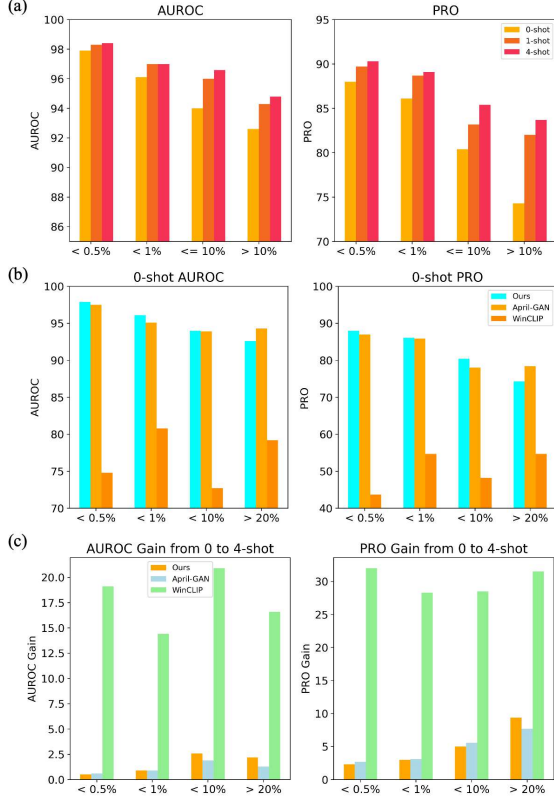 (a)
AUROC
PRO
0-shot
1-shot
4-shot
AUROC
100
98
96
94
92
90
88
86
< 0.5% < 1% <= 10% > 10%
PRO
95
90
85
80
75
70
< 0.5% < 1% <= 10% > 10%
(b)
0-shot AUROC
0-shot PRO
Ours
April-GAN
WinCLIP
AUROC
100
95
90
85
80
75
70
< 0.5% < 1% < 10% > 20%
PRO
100
90
80
70
60
50
40
< 0.5% < 1% < 10% > 20%
(c)
AUROC Gain from 0 to 4-shot
PRO Gain from 0 to 4-shot
Ours
April-GAN
WinCLIP
AUROC Gain
20.0
17.5
15.0
12.5
10.0
7.5
5.0
2.5
0.0
< 0.5% < 1% < 10% > 20%
PRO Gain
30
25
20
15
10
5
0
< 0.5% < 1% < 10% > 20%